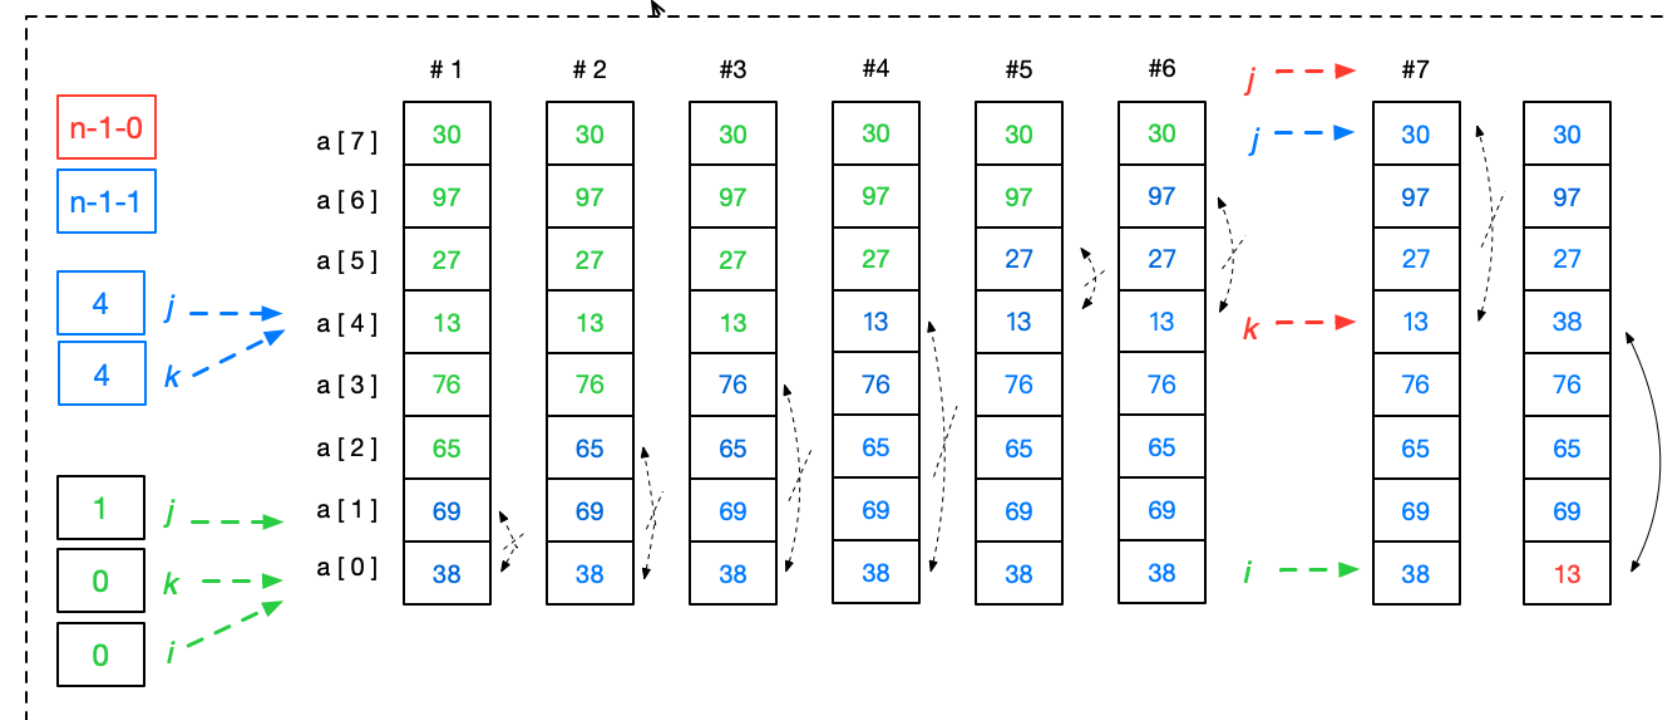 # 1 # 2 #3 #4 #5 #6 j #7
n-1-0 a[7] 30 30 30 30 30 30 j 30 30
n-1-1 a[6] 97 97 97 97 97 97 97 97
a[5] 27 27 27 27 27 27 27 27
4 j a[4] 13 13 13 13 13 13 k 13 38
4 k a[3] 76 76 76 76 76 76 76 76
a[2] 65 65 65 65 65 65 65 65
1 j a[1] 69 69 69 69 69 69 69 69
0 k a[0] 38 38 38 38 38 38 i 38 13
0 i